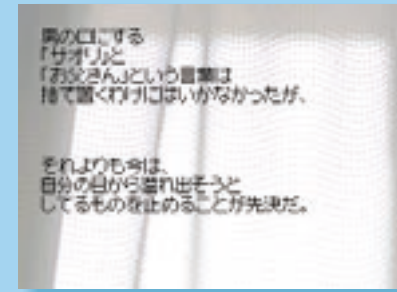 男の口にする
「サオリ」と
「お父さん」という言葉は
捨て置くわけにはいかなかったが、
それよりも今は、
自分の目から溢れ出そうと
してるものを止めることが先決だ。